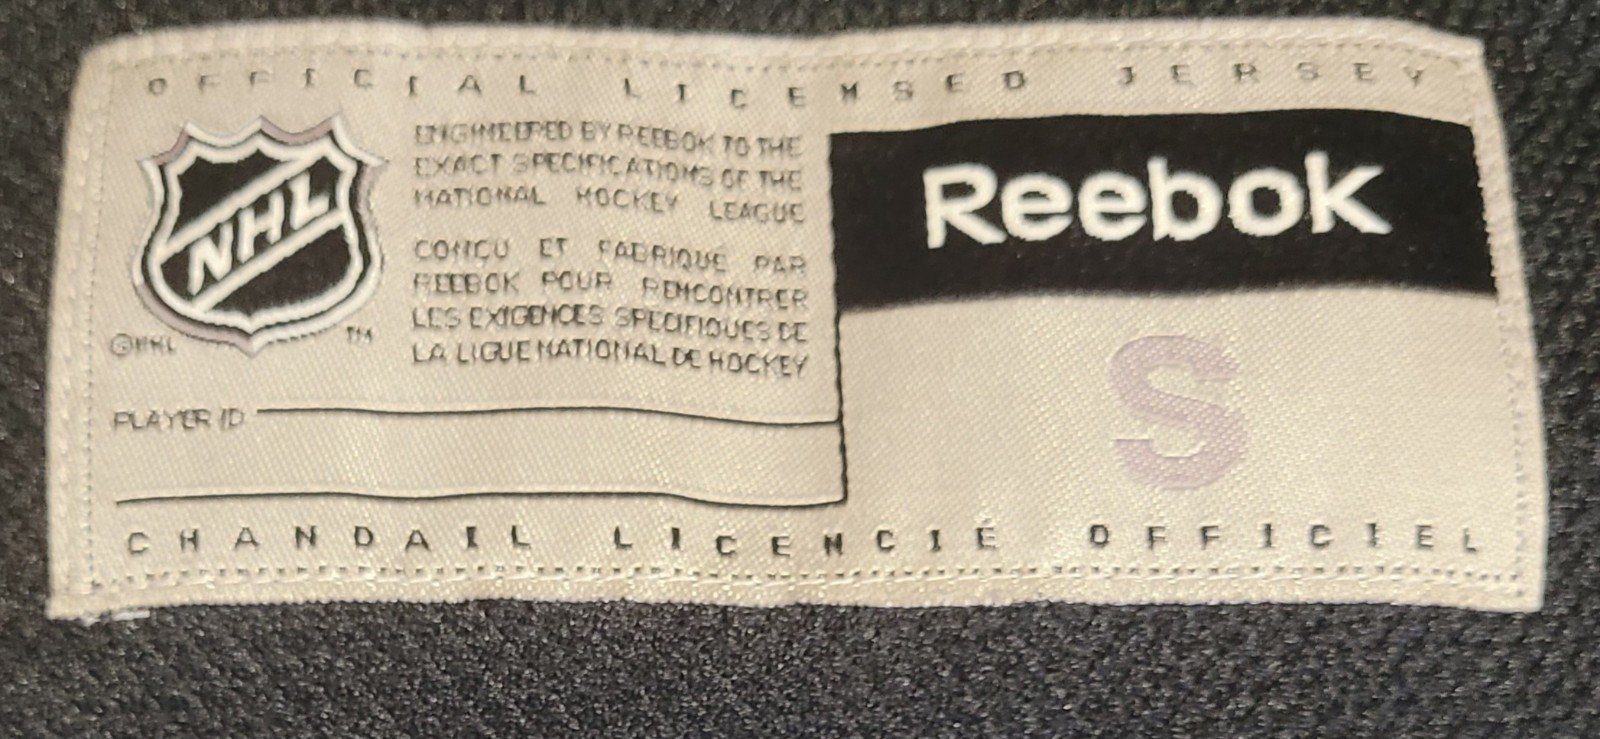 OFFICIAL LICENSED JERSEY
NHL
ENGINEERED BY REEBOK TO THE
EXACT SPECIFICATIONS OF THE
NATIONAL HOCKEY LEAGUE
CONÇU ET FABRIQUÉ PAR
REEBOK POUR REMCONTRER
LES EXIGENCES SPECIFIQUES DE
LA LIGUE NATIONAL DE HOCKEY
©NHL
TM
PLAYER ID
Reebok
S
CHANDAIL LICENCIÉ OFFICIEL